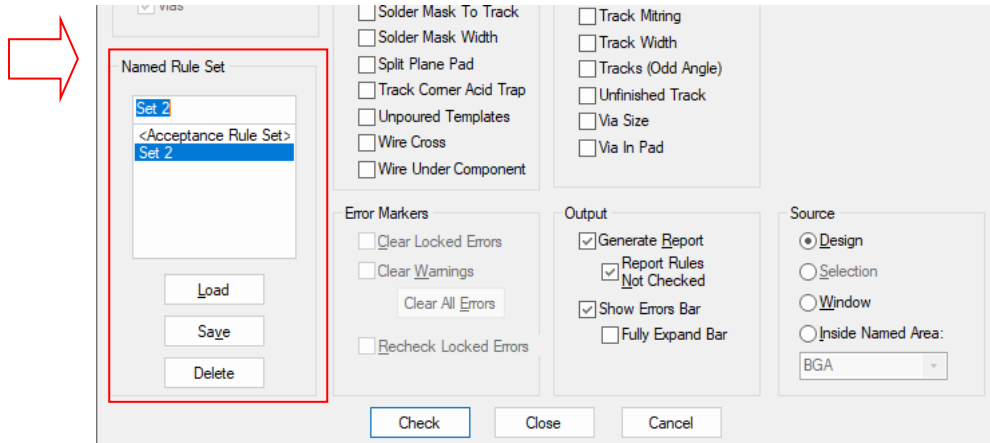 Vias
Named Rule Set
Set 2
<Acceptance Rule Set>
Set 2
Load
Save
Delete
Solder Mask To Track
Solder Mask Width
Split Plane Pad
Track Corner Acid Trap
Unpoured Templates
Wire Cross
Wire Under Component
Track Mitring
Track Width
Tracks (Odd Angle)
Unfinished Track
Via Size
Via In Pad
Error Markers
Clear Locked Errors
Clear Warnings
Clear All Errors
Recheck Locked Errors
Output
Generate Report
Report Rules
Not Checked
Show Errors Bar
Fully Expand Bar
Source
Design
Selection
Window
Inside Named Area:
BGA
Check
Close
Cancel